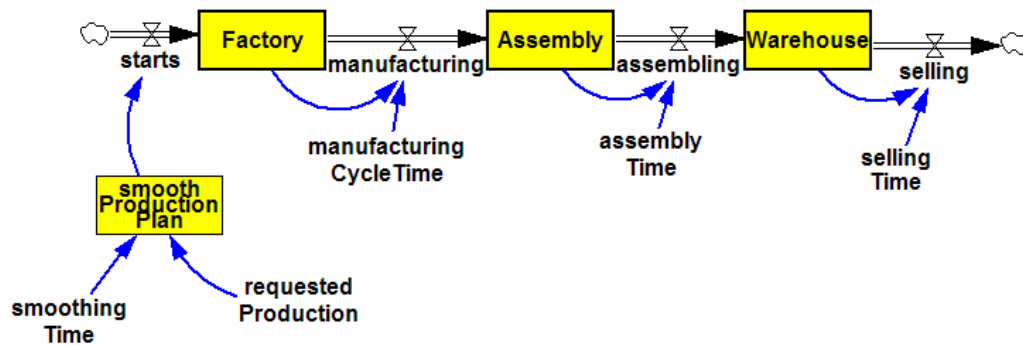 Factory
Assembly
Warehouse
starts
manufacturing
assembling
selling
manufacturing
CycleTime
assembly
Time
selling
Time
smooth
Production
Plan
smoothing
Time
requested
Production